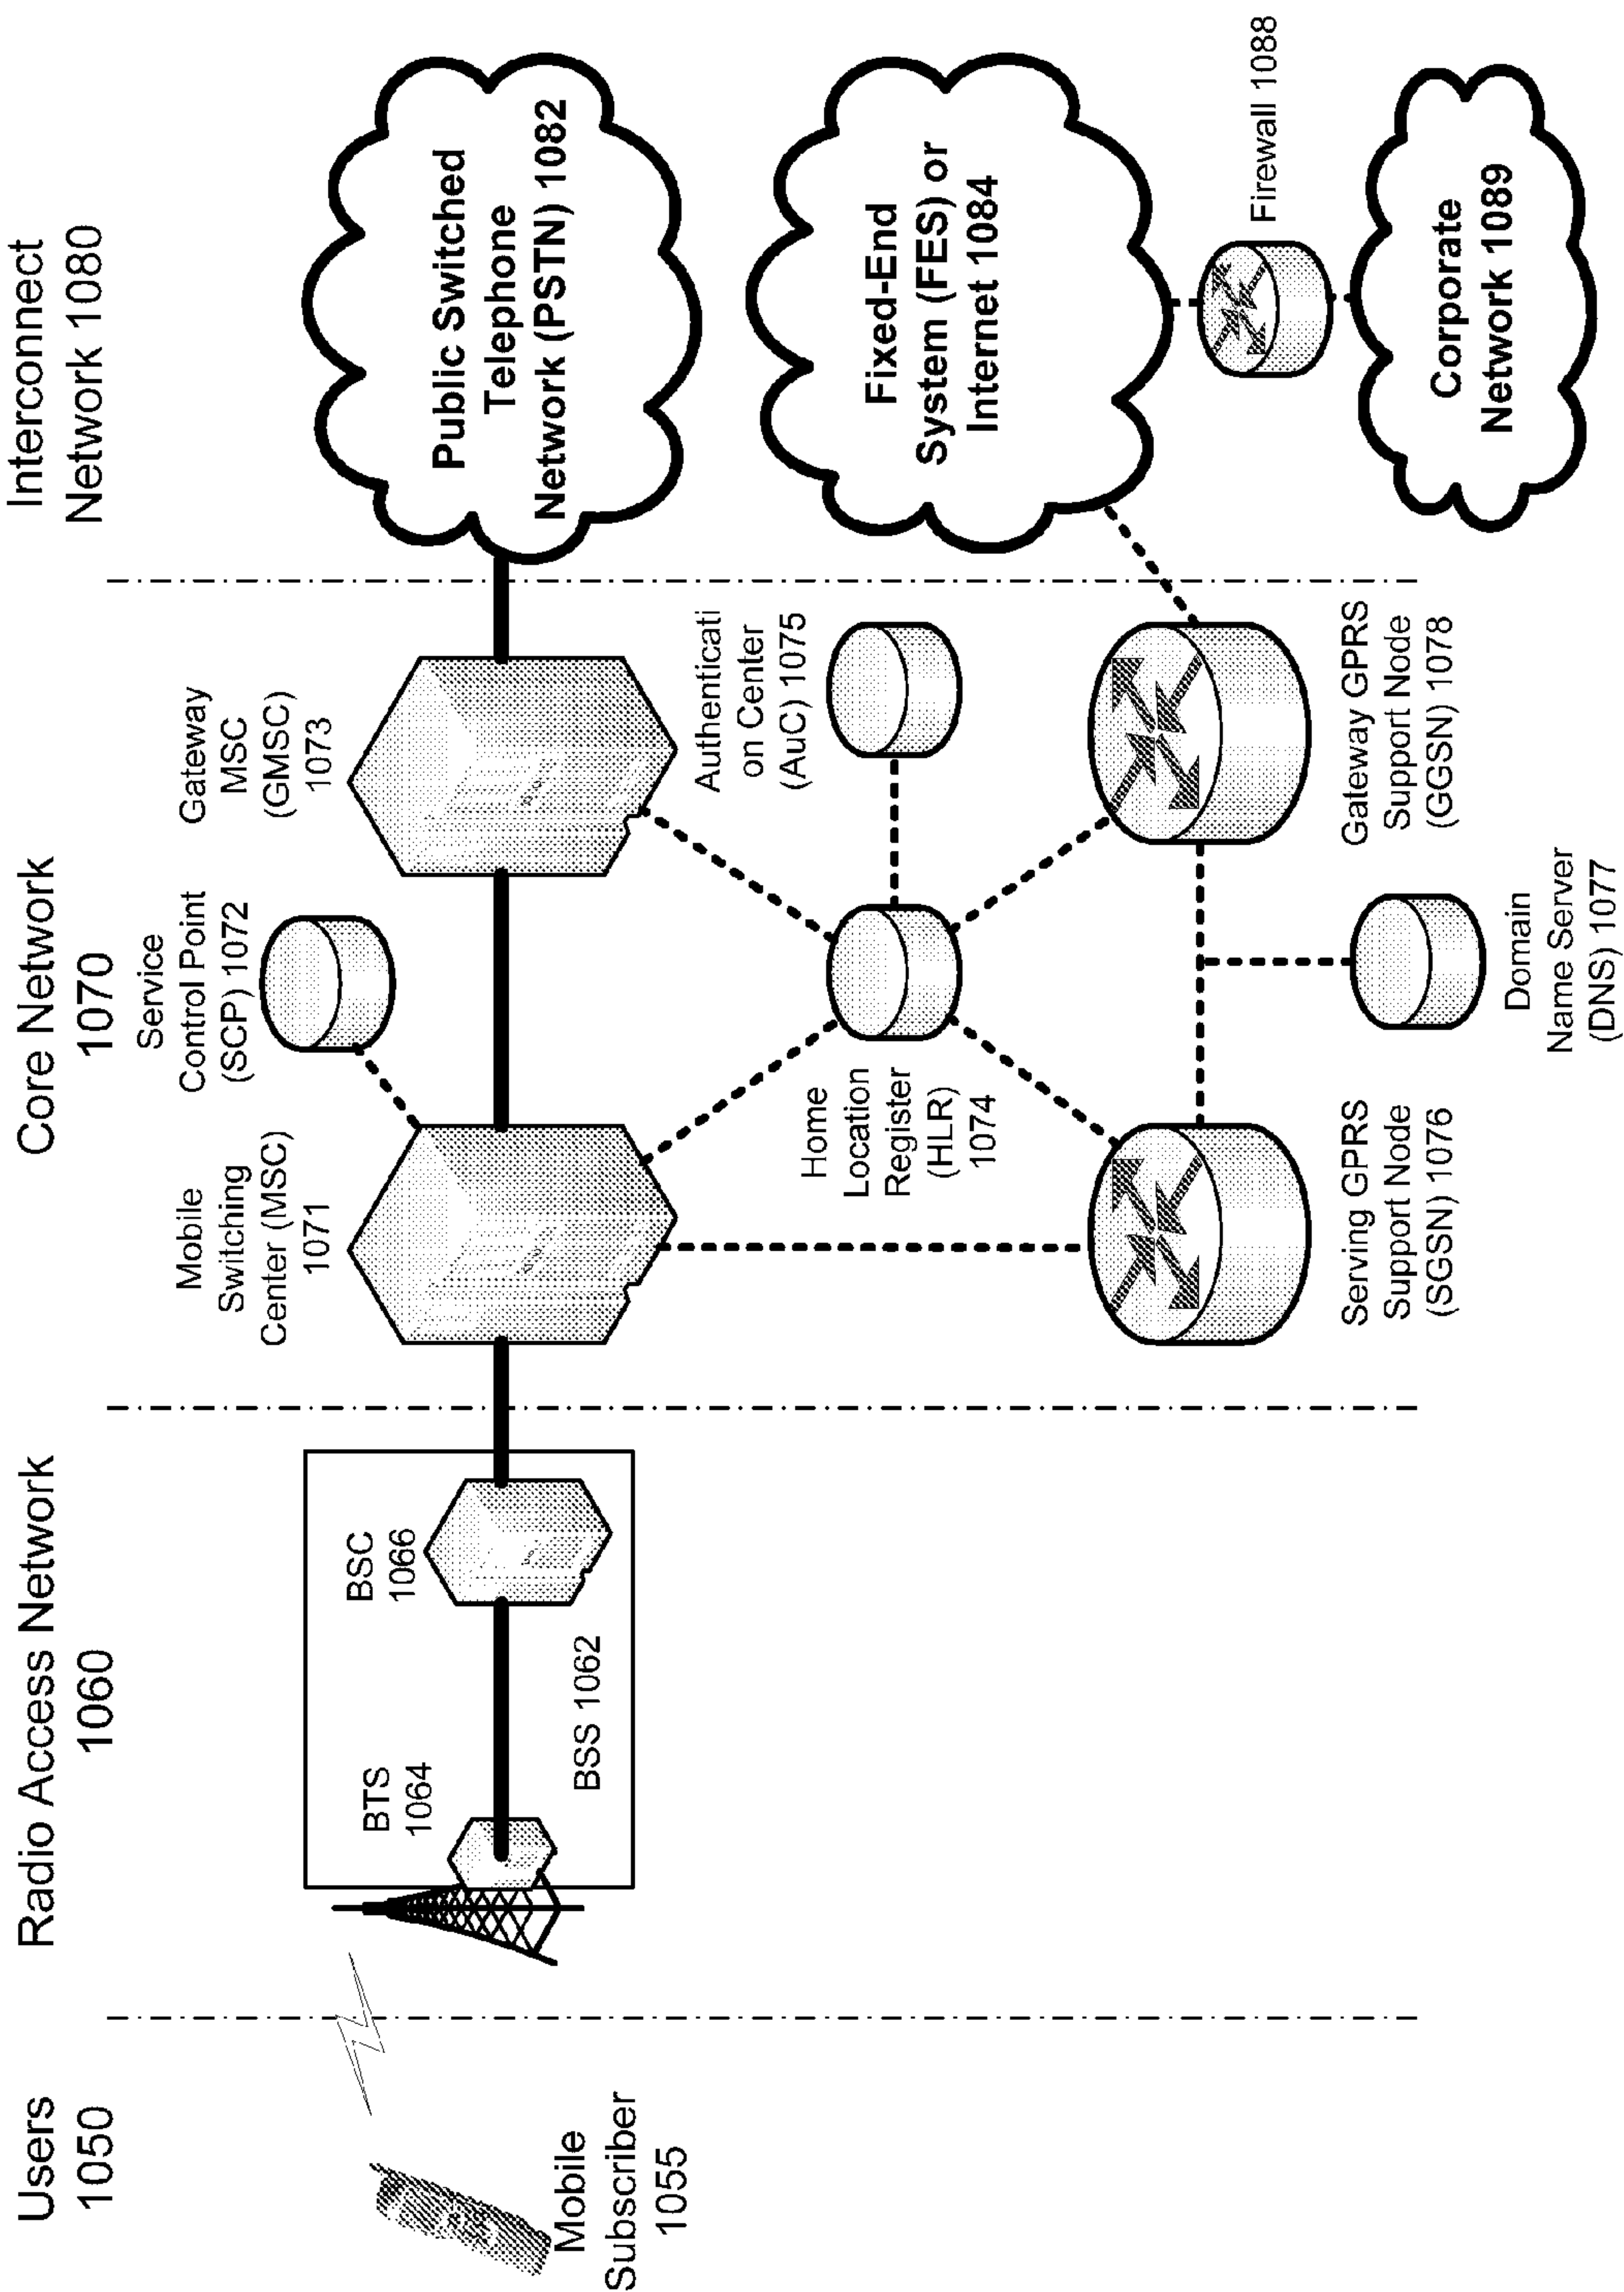 Users
1050
Radio Access Network
1060
Core Network
1070
Interconnect
Network 1080
Mobile
Subscriber
1055
BTS
1064
BSC
1066
BSS 1062
Mobile
Switching
Center (MSC)
1071
Service
Control Point
(SCP) 1072
Gateway
MSC
(GMSC)
1073
Public Switched
Telephone
Network (PSTN) 1082
Home
Location
Register
(HLR)
1074
Authenticati
on Center
(AuC) 1075
Fixed-End
System (FES) or
Internet 1084
Serving GPRS
Support Node
(SGSN) 1076
Domain
Name Server
(DNS) 1077
Gateway GPRS
Support Node
(GGSN) 1078
Firewall 1088
Corporate
Network 1089